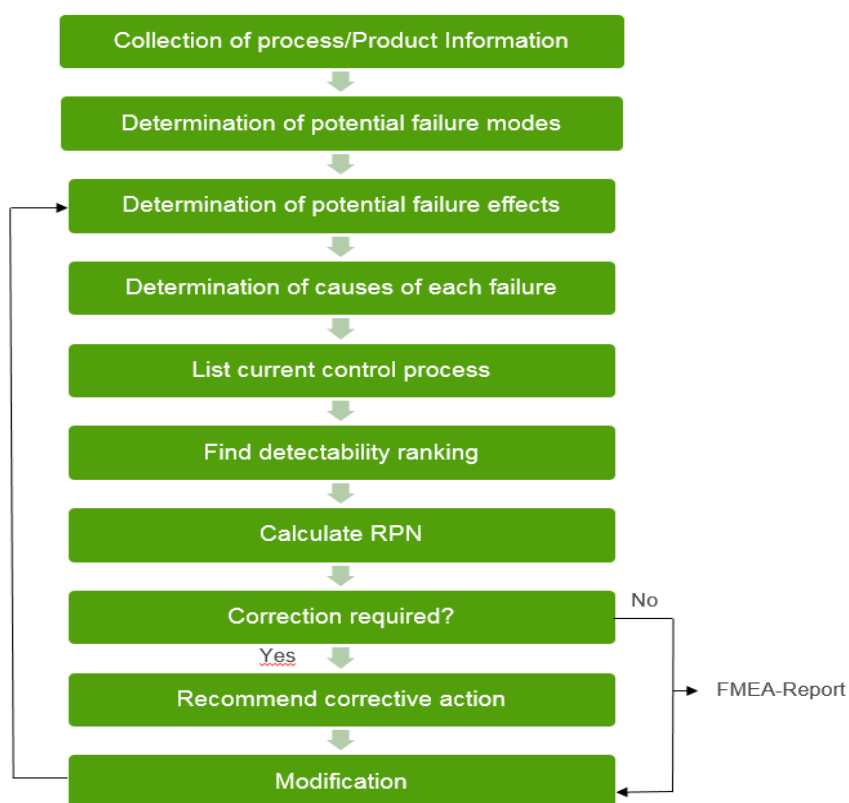 Collection of process/Product Information
Determination of potential failure modes
Determination of potential failure effects
Determination of causes of each failure
List current control process
Find detectability ranking
Calculate RPN
Correction required?
No
Yes
Recommend corrective action
FMEA-Report
Modification